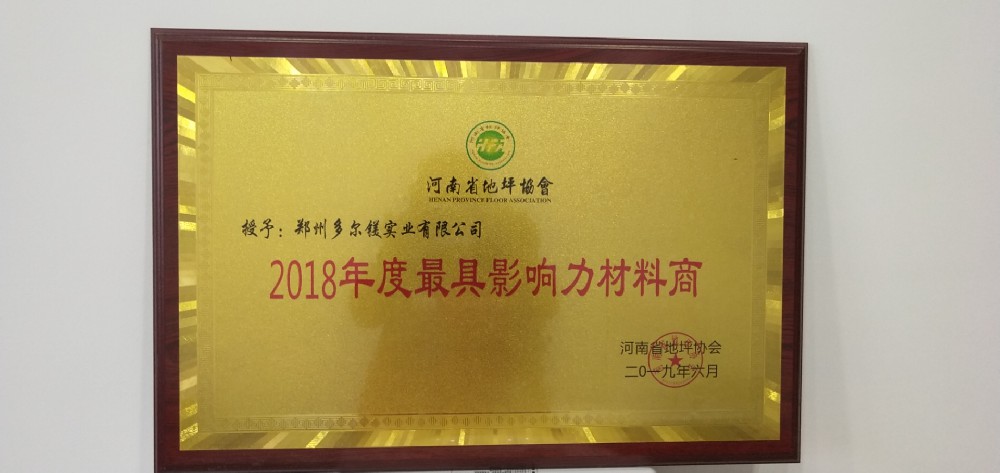 河南省地坪協會
HENAN PROVINCE FLOOR ASSOCIATION
授予：郑州多尔镁实业有限公司
2018年度最具影响力材料商
河南省地坪协会
二0一九年六月